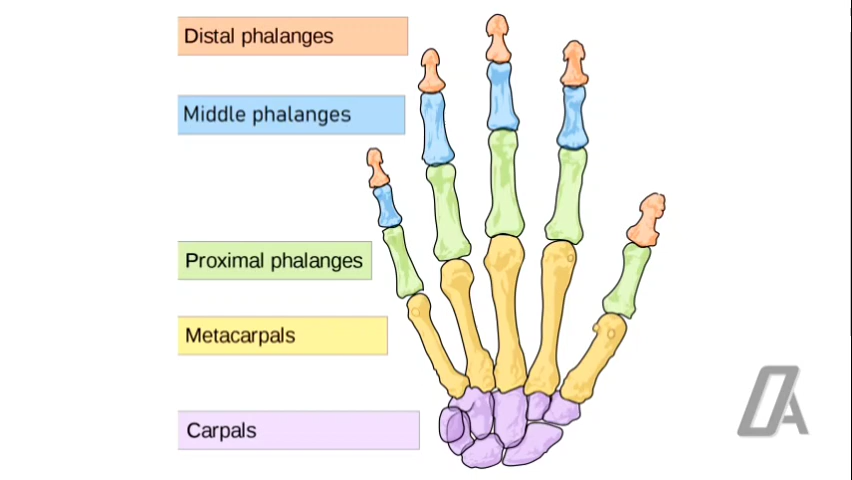 Distal phalanges
Middle phalanges
Proximal phalanges
Metacarpals
Carpals